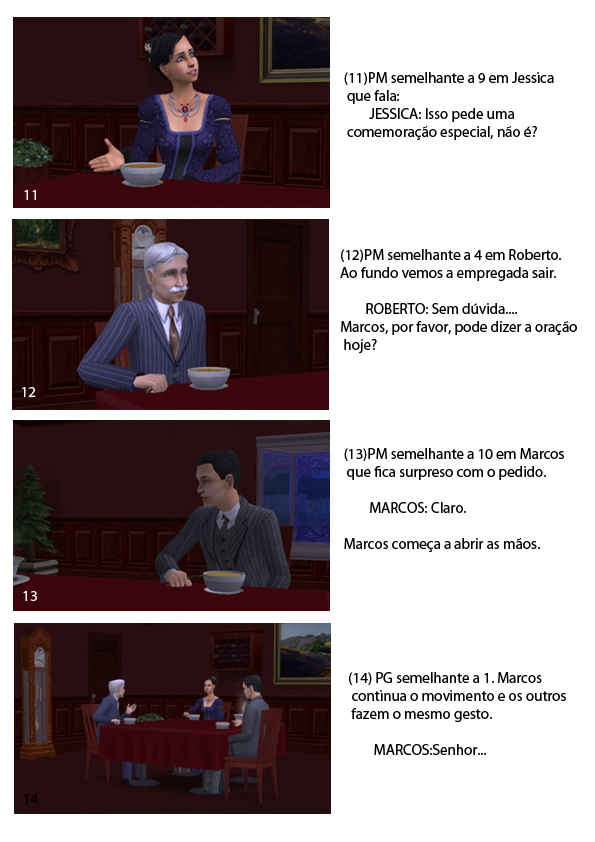 (11)PM semelhante a 9 em Jessica
que fala:
JESSICA: Isso pede uma
comemoração especial, não é?
11
(12)PM semelhante a 4 em Roberto.
Ao fundo vemos a empregada sair.
ROBERTO: Sem dúvida....
Marcos, por favor, pode dizer a oração
hoje?
12
(13)PM semelhante a 10 em Marcos
que fica surpreso com o pedido.
MARCOS: Claro.
Marcos começa a abrir as mãos.
13
(14) PG semelhante a 1. Marcos
continua o movimento e os outros
fazem o mesmo gesto.
MARCOS:Senhor...
14